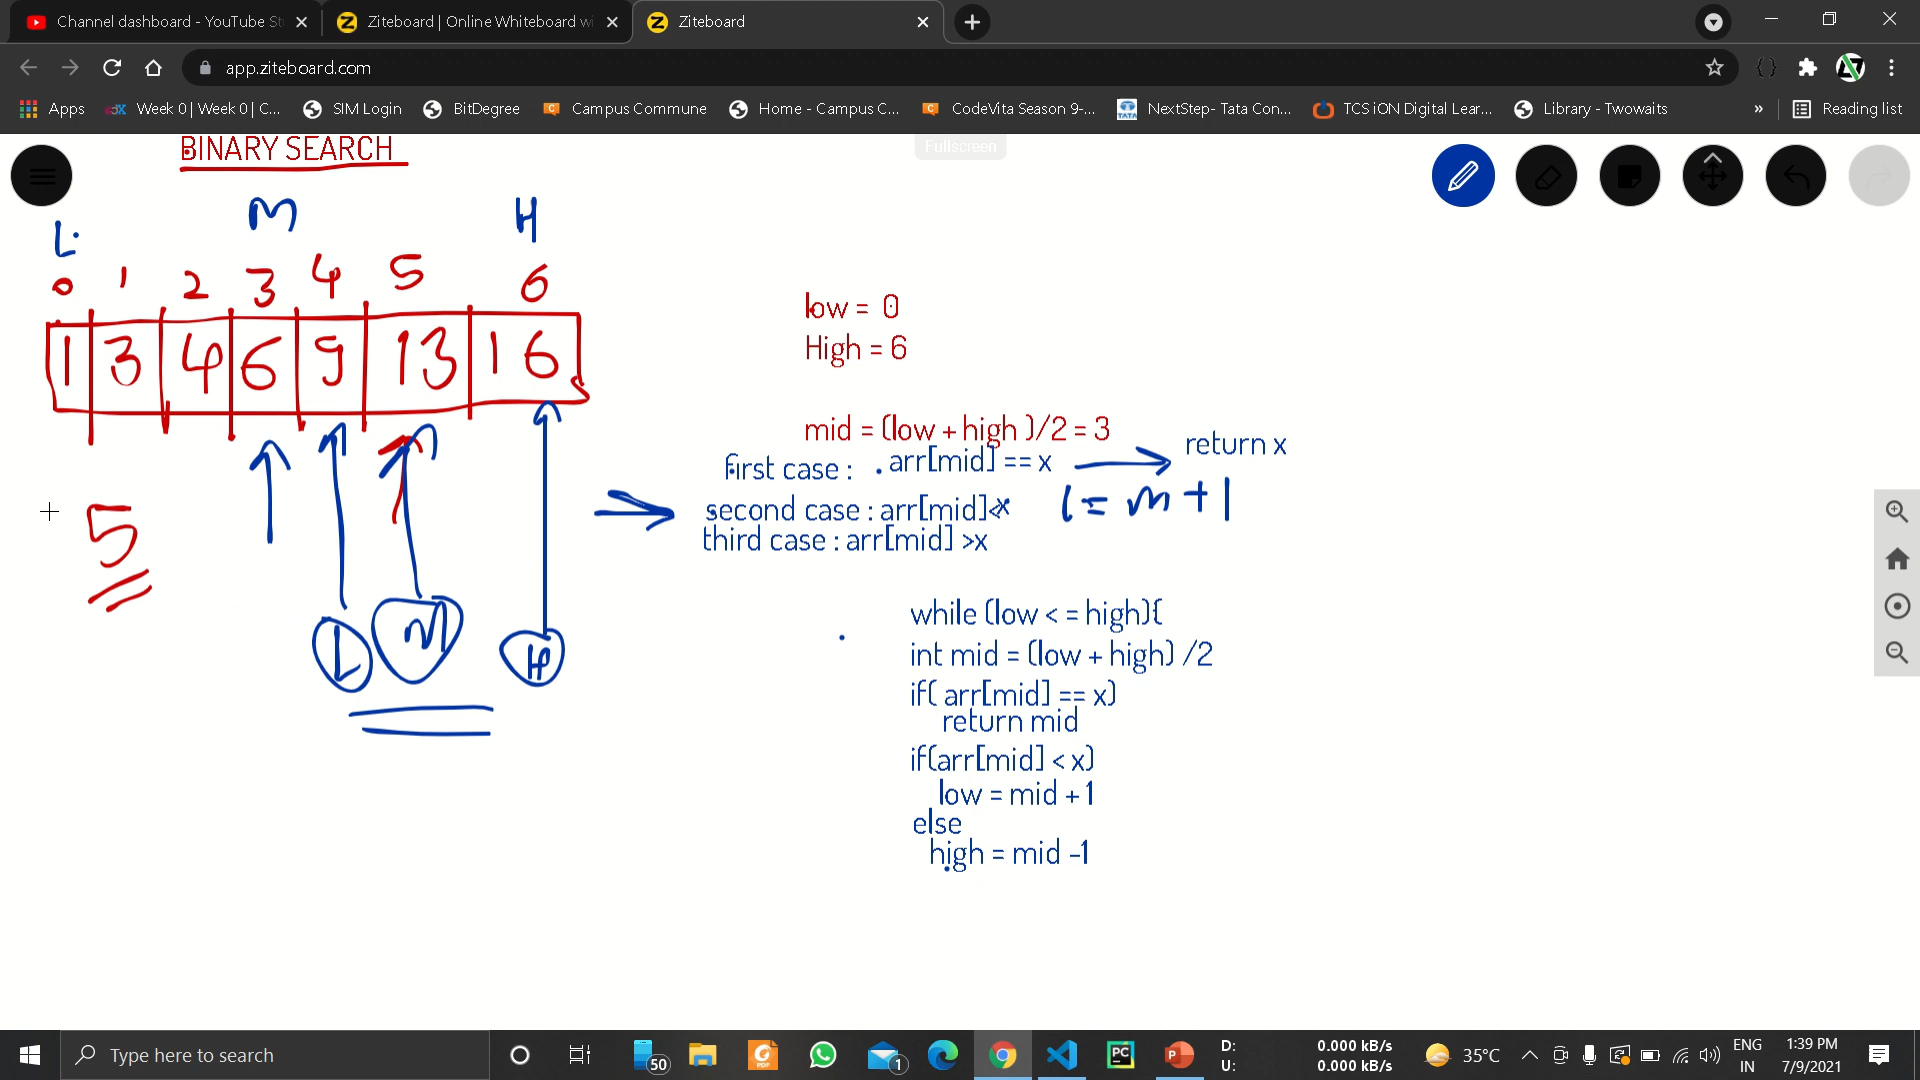 Channel dashboard - YouTube St
Ziteboard | Online Whiteboard wi
Ziteboard
app.ziteboard.com
Apps
Week 0 | Week 0 | C...
SIM Login
BitDegree
Campus Commune
Home - Campus C...
CodeVita Season 9-...
NextStep- Tata Con...
TCS iON Digital Lear...
Library - Twowaits
»
Reading list
Fullscreen
BINARY SEARCH
L M H
0 1 2 3 4 5 6
1 3 4 6 9 13 16
5
L M H
low = 0
High = 6
mid = (low + high )/2 = 3
first case : arr[mid] == x return x
second case : arr[mid]<x l = m + 1
third case : arr[mid] >x
while (low < = high){
int mid = (low + high) /2
if( arr[mid] == x)
return mid
if(arr[mid] < x)
low = mid + 1
else
high = mid -1
Type here to search
50
1
D: 0.000 kB/s
U: 0.000 kB/s
35°C
ENG
IN
1:39 PM
7/9/2021